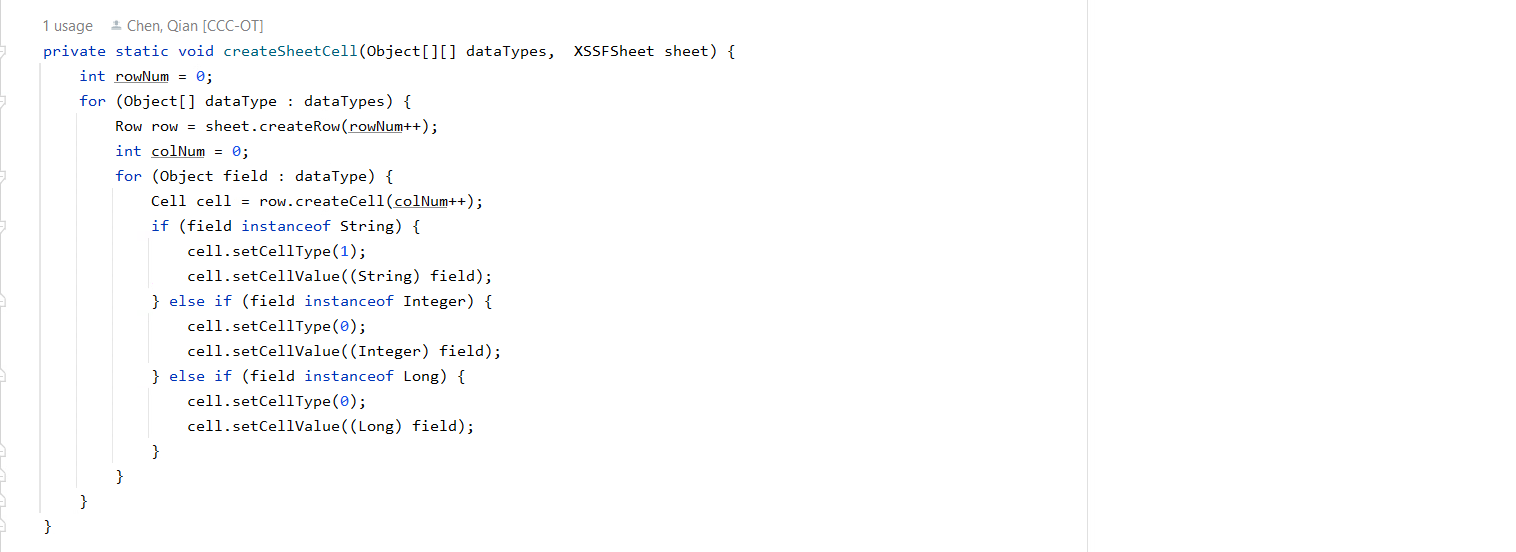 1 usage Chen, Qian [CCC-OT]
private static void createSheetCell(Object[][] dataTypes,  XSSFSheet sheet) {
    int rowNum = 0;
    for (Object[] dataType : dataTypes) {
        Row row = sheet.createRow(rowNum++);
        int colNum = 0;
        for (Object field : dataType) {
            Cell cell = row.createCell(colNum++);
            if (field instanceof String) {
                cell.setCellType(1);
                cell.setCellValue((String) field);
            } else if (field instanceof Integer) {
                cell.setCellType(0);
                cell.setCellValue((Integer) field);
            } else if (field instanceof Long) {
                cell.setCellType(0);
                cell.setCellValue((Long) field);
            }
        }
    }
}